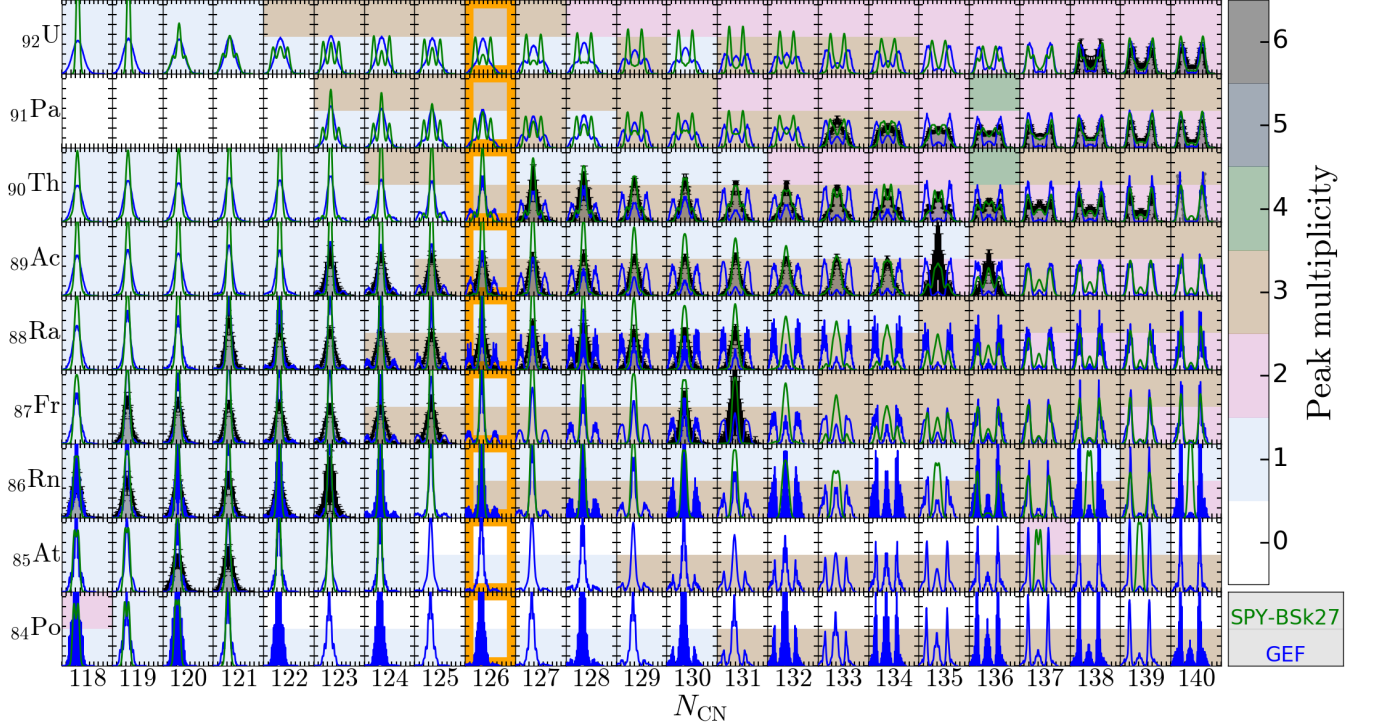 92U
91Pa
90Th
89Ac
88Ra
87Fr
86Rn
85At
84Po
118 119 120 121 122 123 124 125 126 127 128 129 130 131 132 133 134 135 136 137 138 139 140
N_CN
6
5
4
3
2
1
0
Peak multiplicity
SPY-BSk27
GEF